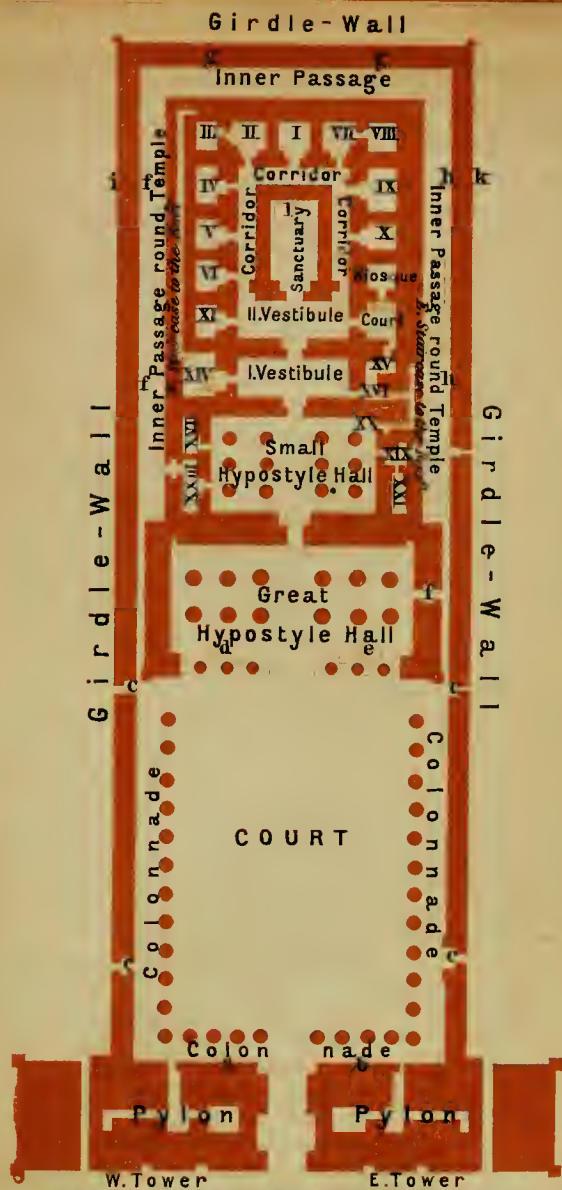 Girdle-Wall
g g
Inner Passage
III II I VII VIII
Corridor
i f IV IX h k
1.
Sanctuary
Corridor
Corridor
V X
VI Kiosque
Inner Passage round Temple
Inner Passage round Temple
II.Vestibule
XI Court
I.Vestibule
XIV XV
XVI
f h
XX
Small
Hypostyle Hall
XIX
XXI
Girdle-Wall
Girdle-Wall
Great
f
Hypostyle Hall
d e
c c
Colonnade
Colonnade
COURT
c c
Colon nade
a b
Pylon Pylon
W.Tower E.Tower